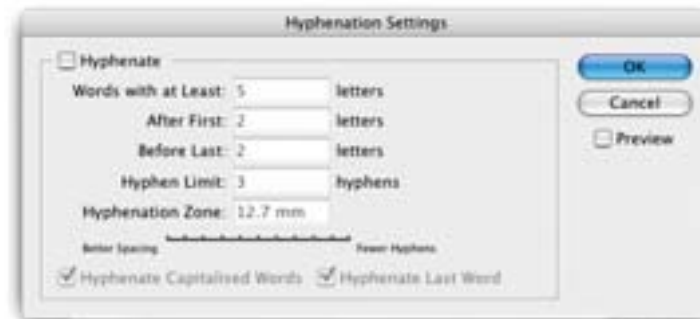 Hyphenation Settings
Hyphenate
Words with at Least: 5 letters
After First: 2 letters
Before Last: 2 letters
Hyphen Limit: 3 hyphens
Hyphenation Zone: 12.7 mm
Better Spacing Fewer Hyphens
Hyphenate Capitalised Words Hyphenate Last Word
OK
Cancel
Preview